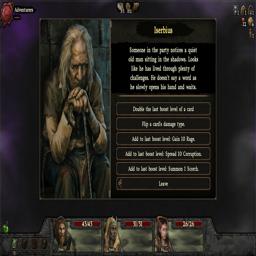 Adventurers
Iserbius
Someone in the party notices a quiet
old man sitting in the shadows. Looks
like he has lived through plenty of
challenges. He doesn't say a word as
he slowly opens his hand and waits.
Double the last boost level of a card
Flip a card's damage type.
Add to last boost level: Gain 10 Rage.
Add to last boost level: Spread 10 Corruption.
Add to last boost level: Summon 1 Scorch.
Leave
43/43
31/31
26/26